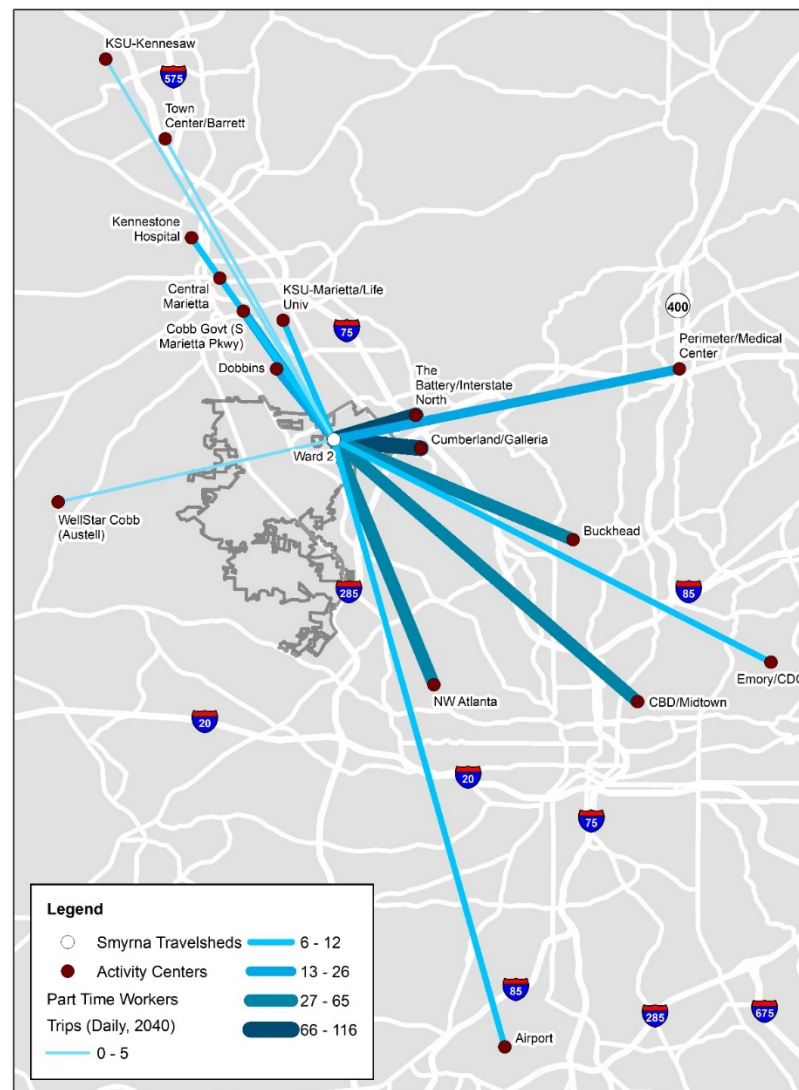 KSU-Kennesaw
575
Town
Center/Barrett
Kennestone
Hospital
Central
Marietta
KSU-Marietta/Life
Univ
Cobb Govt (S
Marietta Pkwy)
75
400
Perimeter/Medical
Center
Dobbins
The
Battery/Interstate
North
Ward 2
Cumberland/Galleria
WellStar Cobb
(Austell)
Buckhead
285
85
Emory/CDC
NW Atlanta
CBD/Midtown
20
20
75
85
285
675
Airport
Legend
Smyrna Travelsheds
Activity Centers
Part Time Workers
Trips (Daily, 2040)
0 - 5
6 - 12
13 - 26
27 - 65
66 - 116